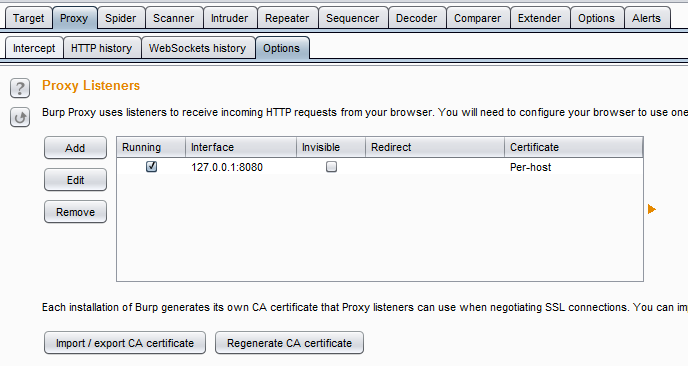 Target Proxy Spider Scanner Intruder Repeater Sequencer Decoder Comparer Extender Options Alerts
Intercept HTTP history WebSockets history Options
? Proxy Listeners
Burp Proxy uses listeners to receive incoming HTTP requests from your browser. You will need to configure your browser to use one
Add Running Interface Invisible Redirect Certificate
127.0.0.1:8080 Per-host
Edit
Remove
Each installation of Burp generates its own CA certificate that Proxy listeners can use when negotiating SSL connections. You can im
Import / export CA certificate Regenerate CA certificate